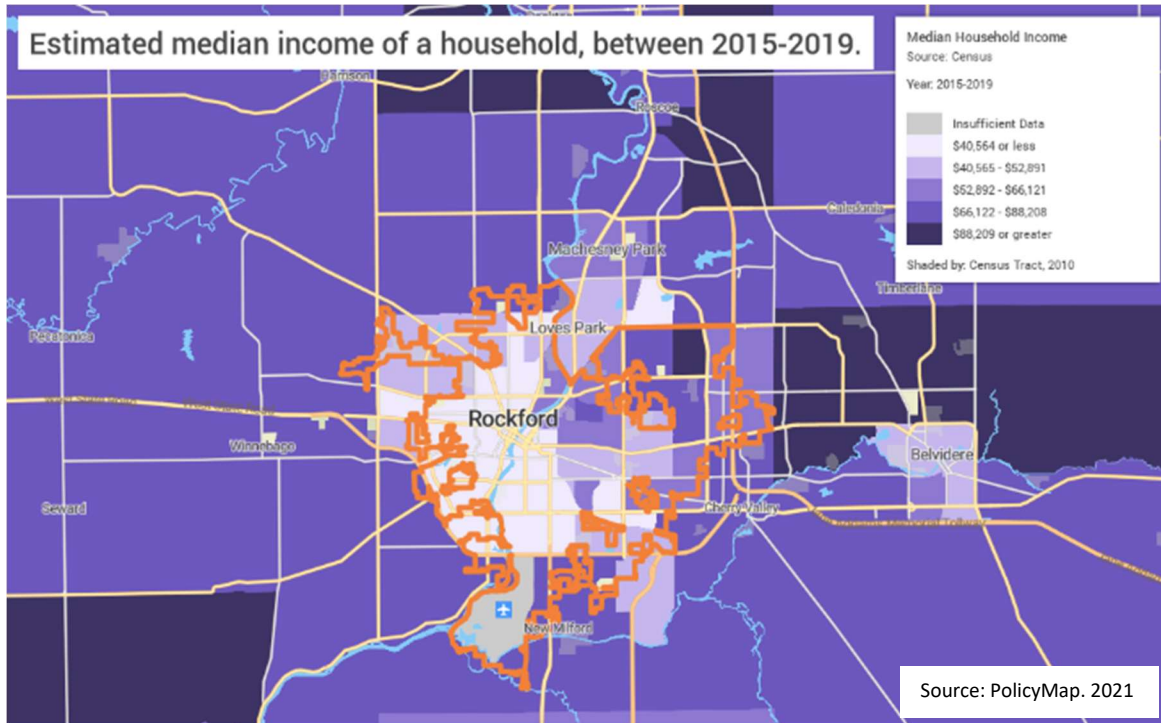 Estimated median income of a household, between 2015-2019.
Median Household Income
Source: Census
Year: 2015-2019
Insufficient Data
$40,564 or less
$40,565 - $52,891
$52,892 - $66,121
$66,122 - $88,208
$88,209 or greater
Shaded by: Census Tract, 2010
Harrison
Roscoe
Caledonia
Machesney Park
Timberlane
Loves Park
Pecatonica
Rockford
Winnebago
Belvidere
Seward
Cherry Valley
New Milford
Source: PolicyMap. 2021